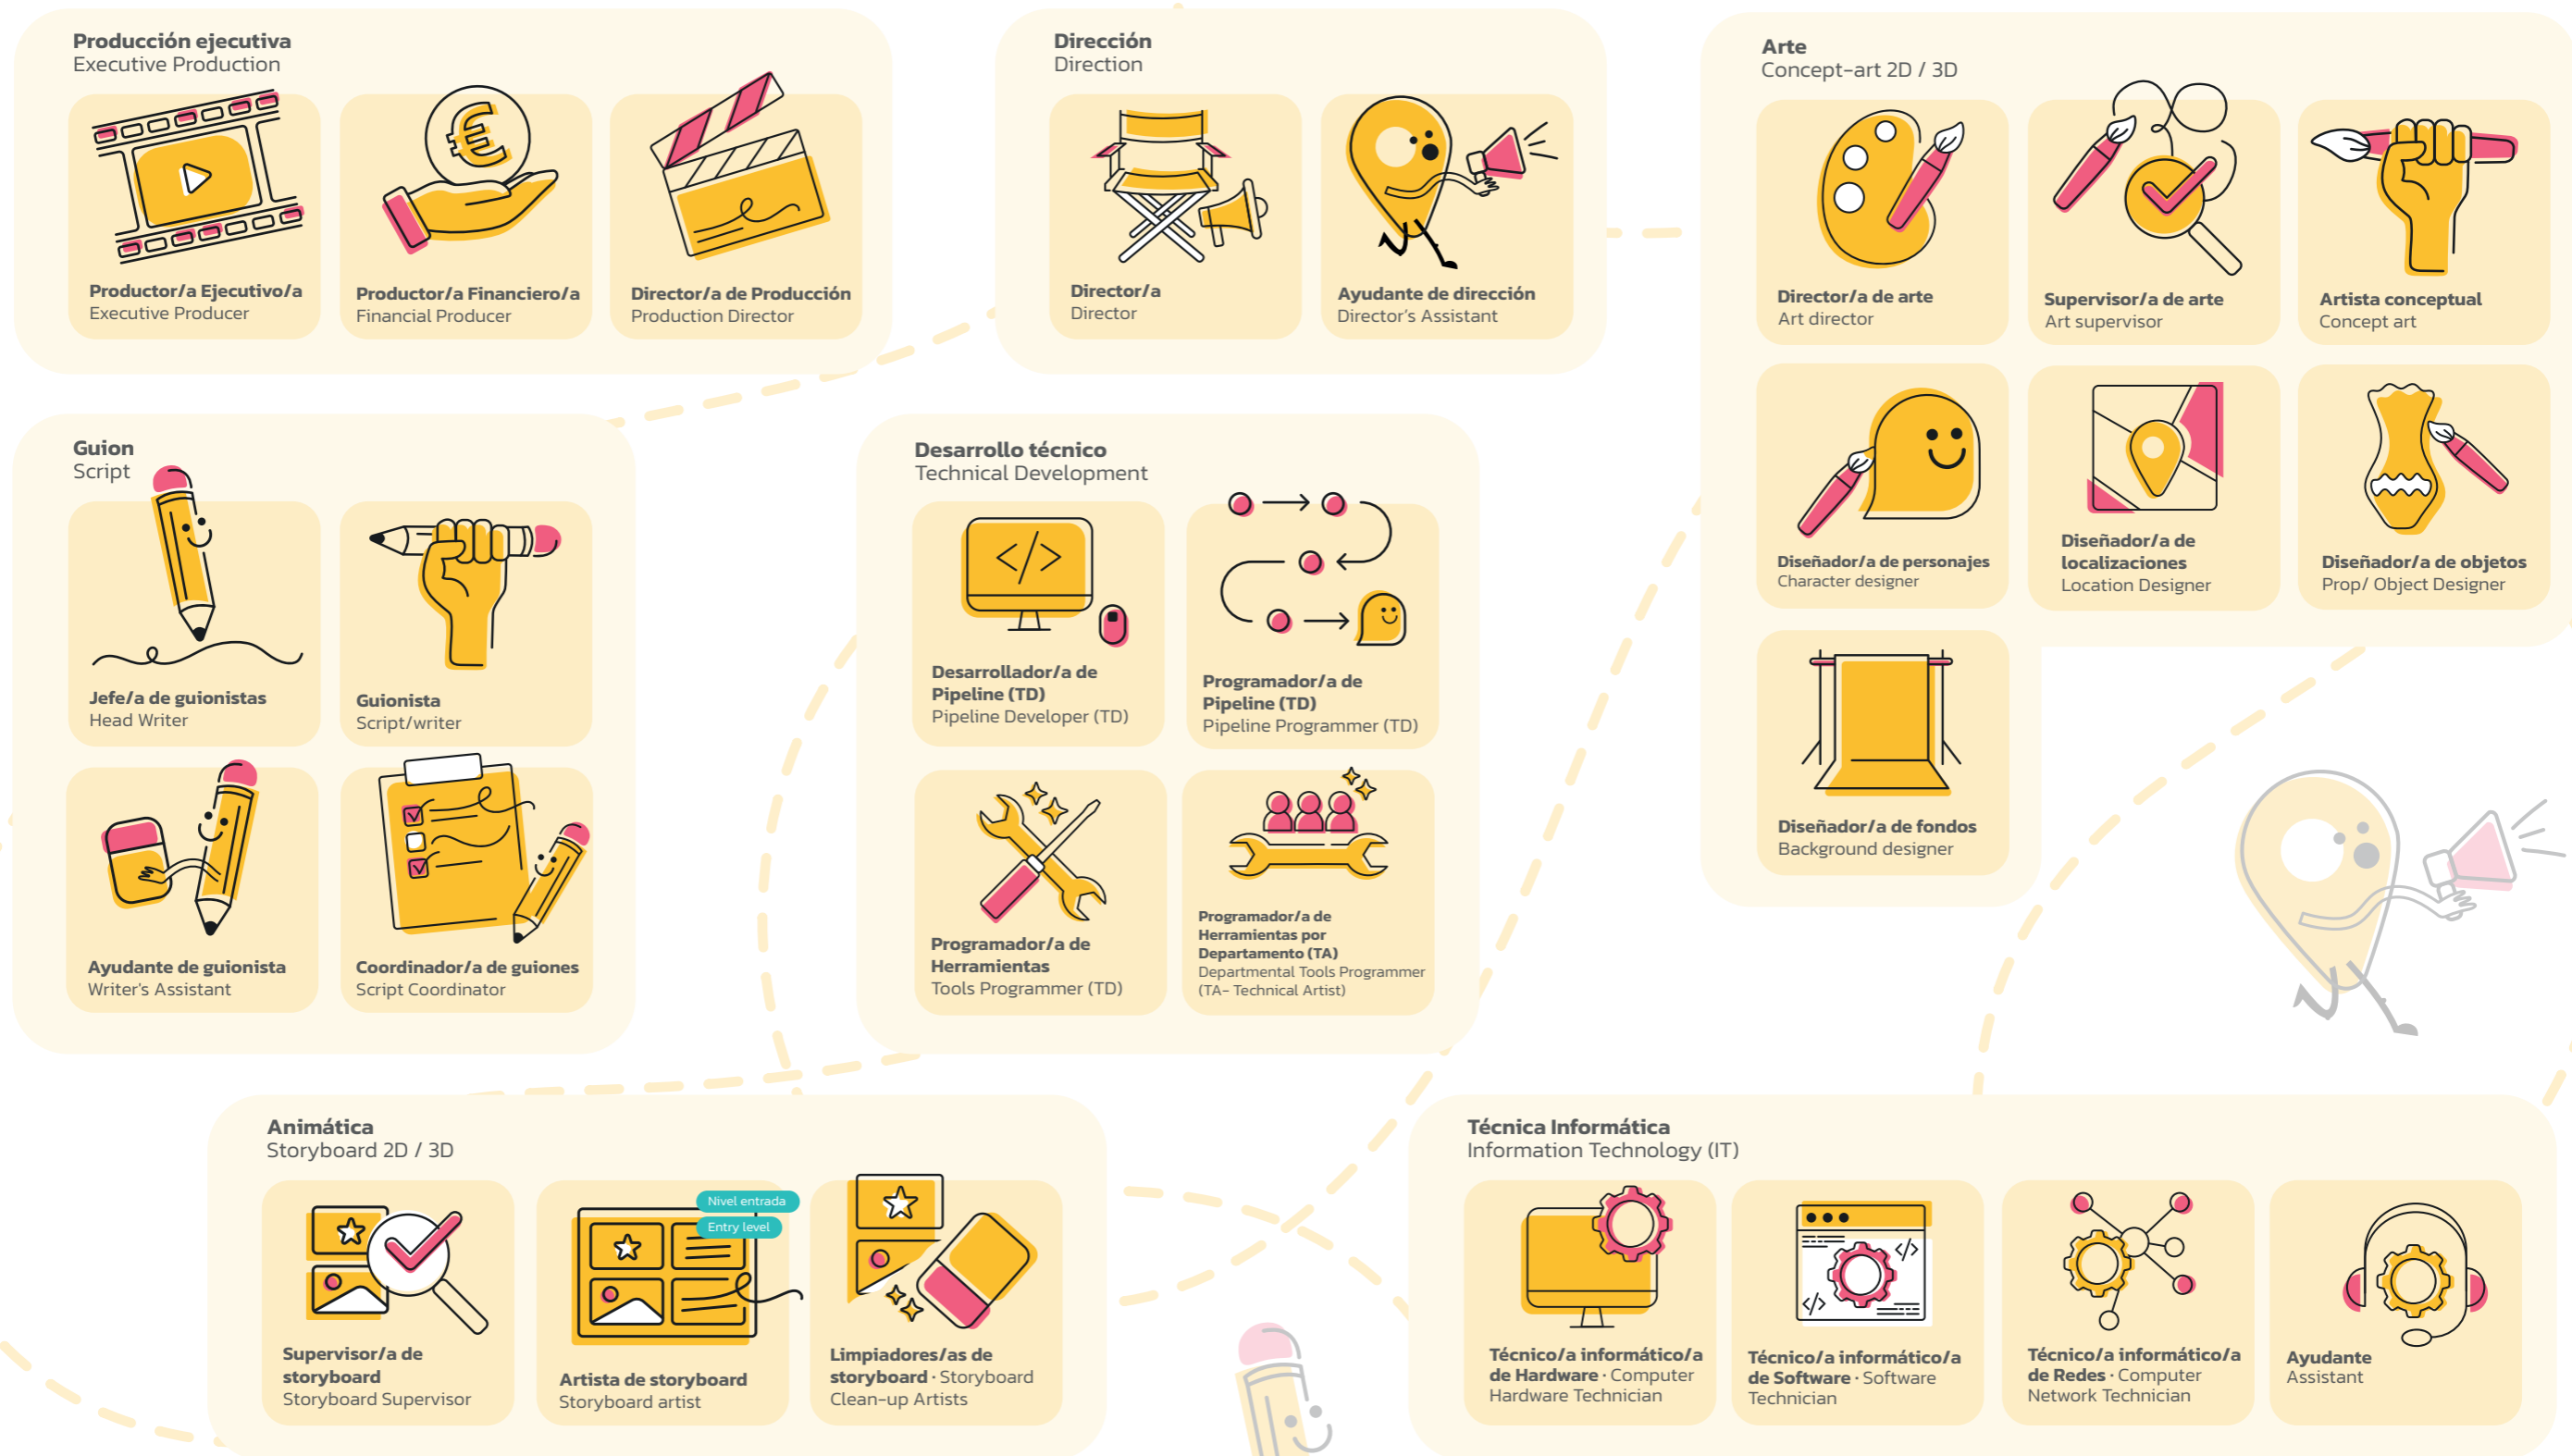 Producción ejecutiva
Executive Production
Productor/a Ejecutivo/a
Executive Producer
Productor/a Financiero/a
Financial Producer
Director/a de Producción
Production Director
Dirección
Direction
Director/a
Director
Ayudante de dirección
Director's Assistant
Arte
Concept-art 2D / 3D
Director/a de arte
Art director
Supervisor/a de arte
Art supervisor
Artista conceptual
Concept art
Diseñador/a de personajes
Character designer
Diseñador/a de
localizaciones
Location Designer
Diseñador/a de objetos
Prop/ Object Designer
Diseñador/a de fondos
Background designer
Guion
Script
Jefe/a de guionistas
Head Writer
Guionista
Script/writer
Ayudante de guionista
Writer's Assistant
Coordinador/a de guiones
Script Coordinator
Desarrollo técnico
Technical Development
</>
Desarrollador/a de
Pipeline (TD)
Pipeline Developer (TD)
Programador/a de
Pipeline (TD)
Pipeline Programmer (TD)
Programador/a de
Herramientas
Tools Programmer (TD)
Programador/a de
Herramientas por
Departamento (TA)
Departmental Tools Programmer
(TA- Technical Artist)
Animática
Storyboard 2D / 3D
Supervisor/a de
storyboard
Storyboard Supervisor
Nivel entrada
Entry level
Artista de storyboard
Storyboard artist
Limpiadores/as de
storyboard · Storyboard
Clean-up Artists
Técnica Informática
Information Technology (IT)
Técnico/a informático/a
de Hardware · Computer
Hardware Technician
</>
</>
Técnico/a informático/a
de Software · Software
Technician
Técnico/a informático/a
de Redes · Computer
Network Technician
Ayudante
Assistant